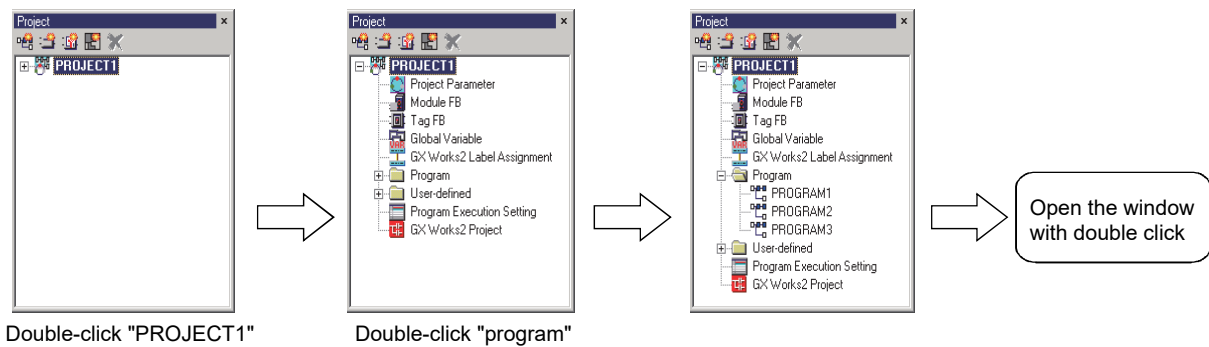 Project ×
PROJECT1
Double-click "PROJECT1"
Project ×
PROJECT1
Project Parameter
Module FB
Tag FB
Global Variable
GX Works2 Label Assignment
Program
User-defined
Program Execution Setting
GX Works2 Project
Double-click "program"
Project ×
PROJECT1
Project Parameter
Module FB
Tag FB
Global Variable
GX Works2 Label Assignment
Program
PROGRAM1
PROGRAM2
PROGRAM3
User-defined
Program Execution Setting
GX Works2 Project
Open the window
with double click